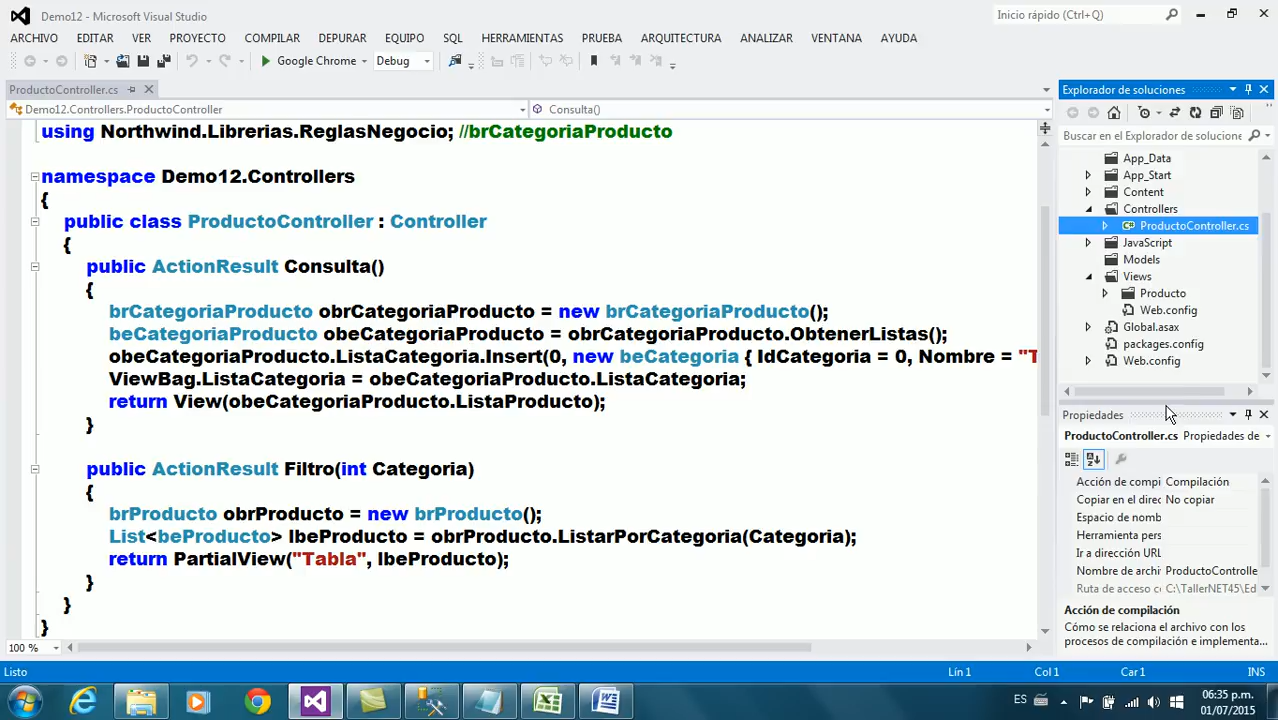 Demo12 - Microsoft Visual Studio
Inicio rápido (Ctrl+Q)
ARCHIVO EDITAR VER PROYECTO COMPILAR DEPURAR EQUIPO SQL HERRAMIENTAS PRUEBA ARQUITECTURA ANALIZAR VENTANA AYUDA
Google Chrome Debug
ProductoController.cs
Demo12.Controllers.ProductoController
Consulta()
using Northwind.Librerias.ReglasNegocio; //brCategoriaProducto
namespace Demo12.Controllers
{
public class ProductoController : Controller
{
public ActionResult Consulta()
{
brCategoriaProducto obrCategoriaProducto = new brCategoriaProducto();
beCategoriaProducto obeCategoriaProducto = obrCategoriaProducto.ObtenerListas();
obeCategoriaProducto.ListaCategoria.Insert(0, new beCategoria { IdCategoria = 0, Nombre = "T
ViewBag.ListaCategoria = obeCategoriaProducto.ListaCategoria;
return View(obeCategoriaProducto.ListaProducto);
}
public ActionResult Filtro(int Categoria)
{
brProducto obrProducto = new brProducto();
List<beProducto> lbeProducto = obrProducto.ListarPorCategoria(Categoria);
return PartialView("Tabla", lbeProducto);
}
}
}
100 %
Explorador de soluciones
Buscar en el Explorador de solucione
App_Data
App_Start
Content
Controllers
ProductoController.cs
JavaScript
Models
Views
Producto
Web.config
Global.asax
packages.config
Web.config
Propiedades
ProductoController.cs Propiedades de
Acción de compi Compilación
Copiar en el direc No copiar
Espacio de nomb
Herramienta pers
Ir a dirección URL
Nombre de archi ProductoControlle
Ruta de acceso c C:\TallerNET45\Ed
Acción de compilación
Cómo se relaciona el archivo con los
procesos de compilación e implementa...
Listo
Lín 1 Col 1 Car 1 INS
ES
06:35 p.m.
01/07/2015